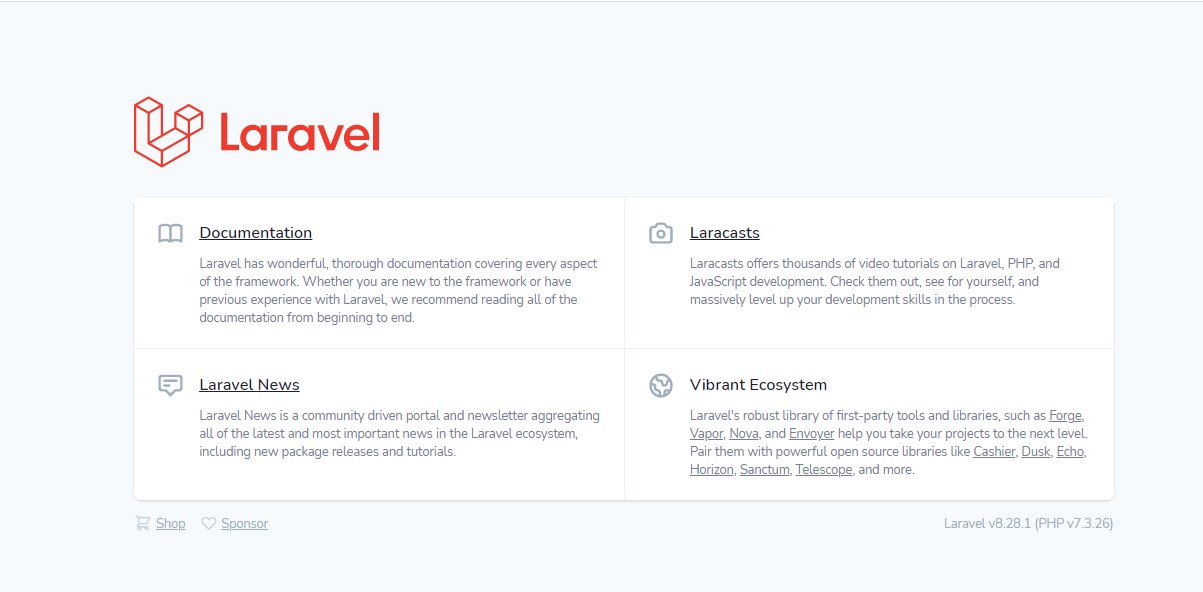 Laravel
Documentation
Laravel has wonderful, thorough documentation covering every aspect
of the framework. Whether you are new to the framework or have
previous experience with Laravel, we recommend reading all of the
documentation from beginning to end.
Laracasts
Laracasts offers thousands of video tutorials on Laravel, PHP, and
JavaScript development. Check them out, see for yourself, and
massively level up your development skills in the process.
Laravel News
Laravel News is a community driven portal and newsletter aggregating
all of the latest and most important news in the Laravel ecosystem,
including new package releases and tutorials.
Vibrant Ecosystem
Laravel's robust library of first-party tools and libraries, such as Forge,
Vapor, Nova, and Envoyer help you take your projects to the next level.
Pair them with powerful open source libraries like Cashier, Dusk, Echo,
Horizon, Sanctum, Telescope, and more.
Shop Sponsor Laravel v8.28.1 (PHP v7.3.26)